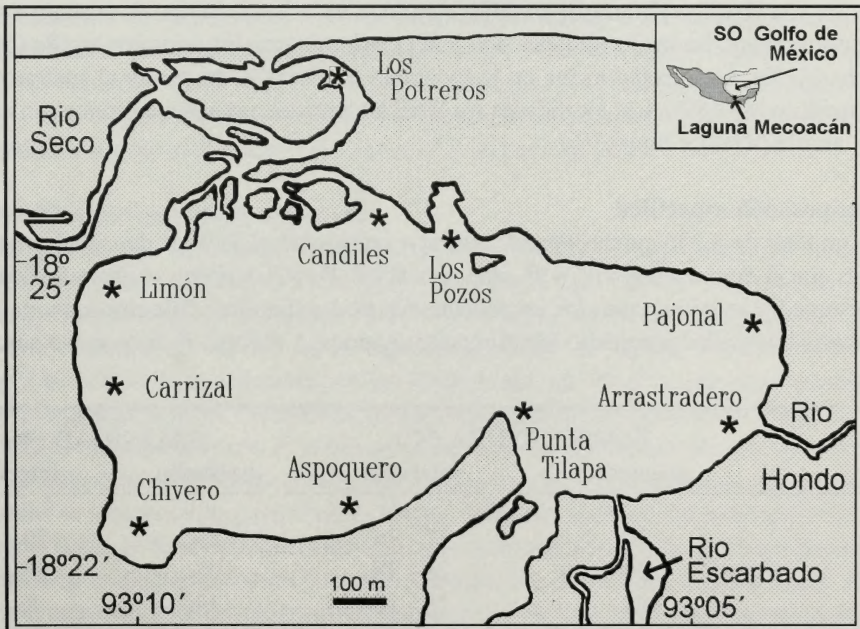 SO Golfo de
México
Laguna Mecoacán
Los
Potreros
Rio
Seco
Candiles
Los
Pozos
18º
25´
Limón
Pajonal
Carrizal
Arrastradero
Rio
Hondo
Punta
Tilapa
Aspoquero
Chivero
Rio
Escarbado
18º22´
100 m
93º10´
93º05´